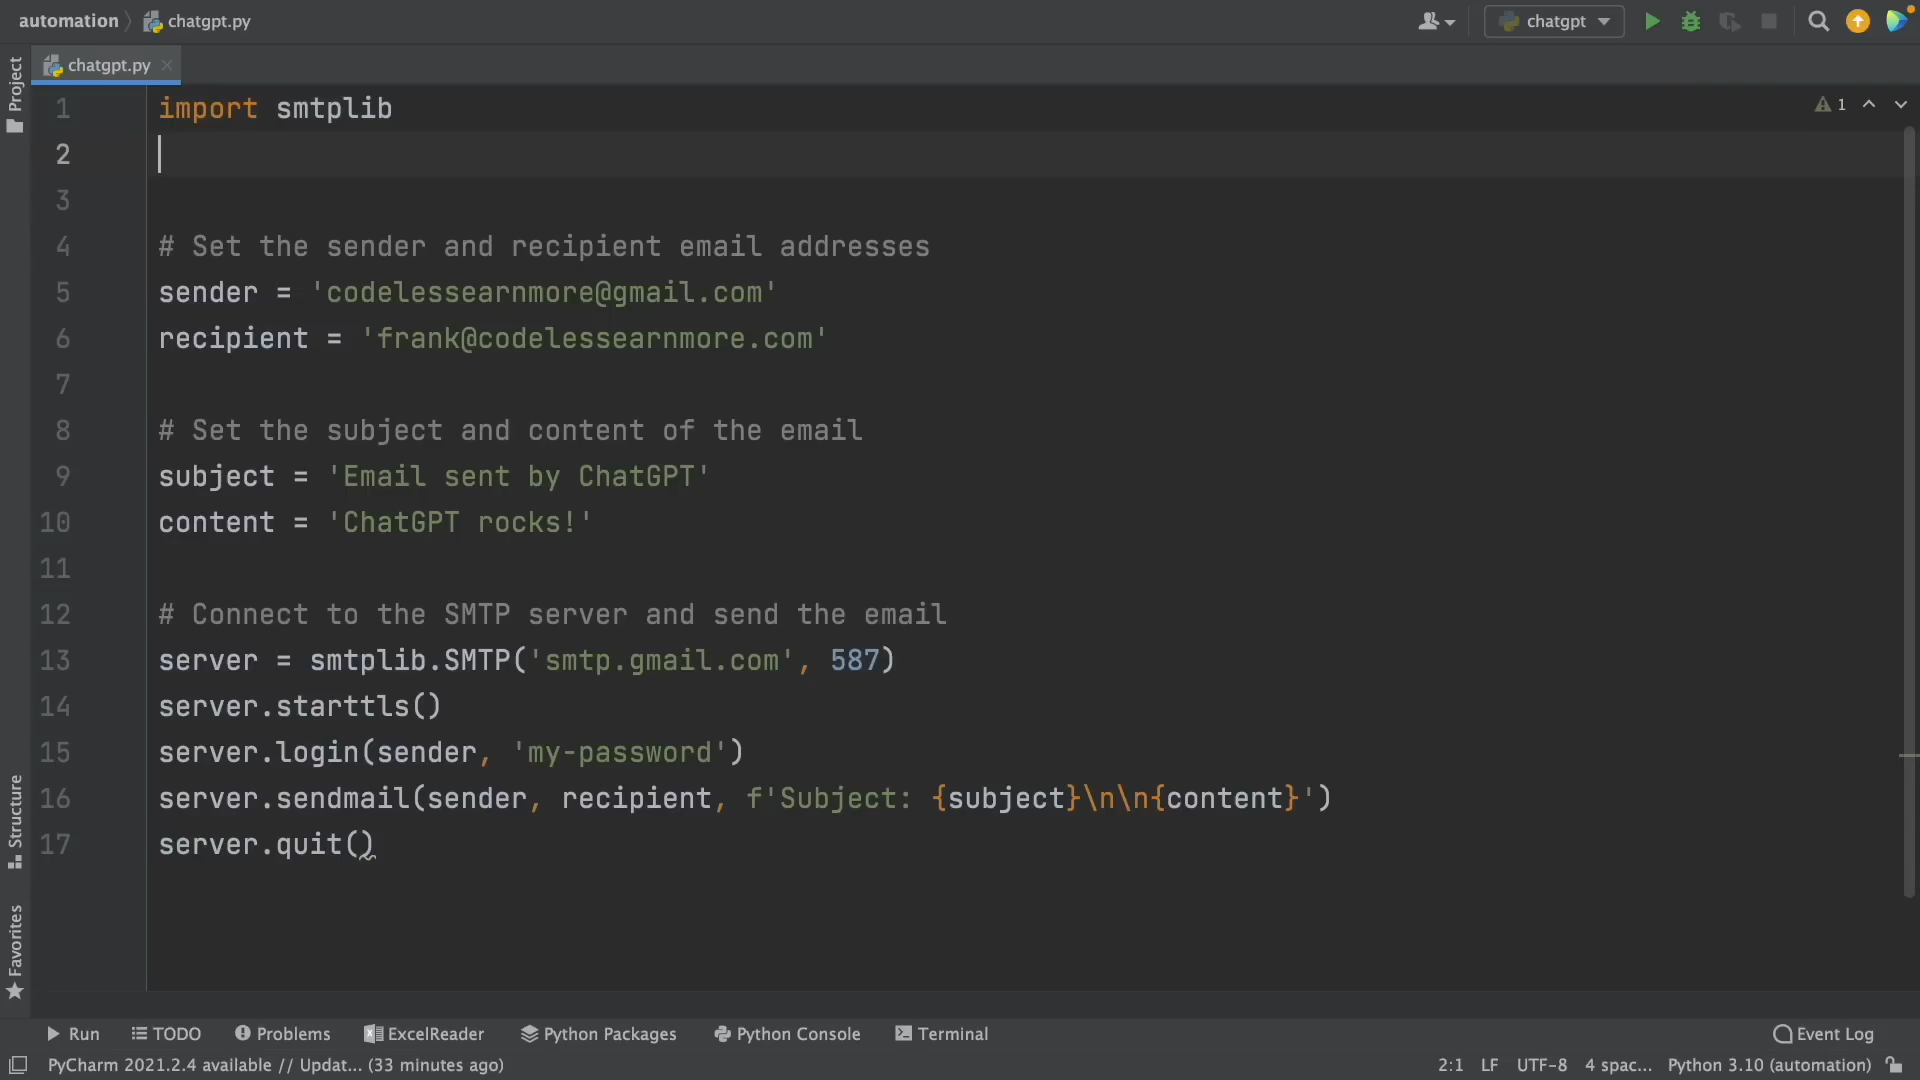 automation
chatgpt.py
chatgpt
chatgpt.py
Project
1 import smtplib
1
2
3
4 # Set the sender and recipient email addresses
5 sender = 'codelessearnmore@gmail.com'
6 recipient = 'frank@codelessearnmore.com'
7
8 # Set the subject and content of the email
9 subject = 'Email sent by ChatGPT'
10 content = 'ChatGPT rocks!'
11
12 # Connect to the SMTP server and send the email
13 server = smtplib.SMTP('smtp.gmail.com', 587)
14 server.starttls()
15 server.login(sender, 'my-password')
16 server.sendmail(sender, recipient, f'Subject: {subject}\n\n{content}')
17 server.quit()
Structure
Favorites
Run TODO Problems ExcelReader Python Packages Python Console Terminal Event Log
PyCharm 2021.2.4 available // Updat... (33 minutes ago) 2:1 LF UTF-8 4 spac... Python 3.10 (automation)